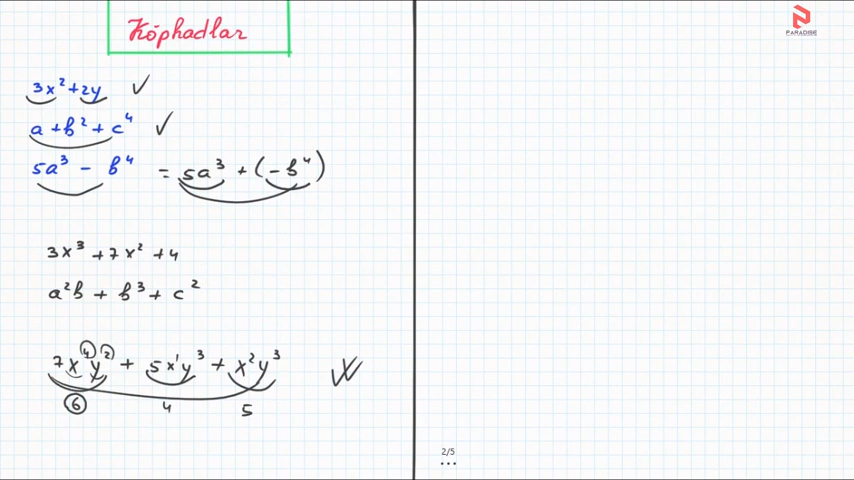 Köphadlar
PARADISE
3x² + 2y ✓
a + b² + c⁴ ✓
5a³ - b⁴ = 5a³ + (-b⁴)
3x³ + 7x² + 4
a²b + b³ + c²
7x⁴y² + 5x¹y³ + x²y³ ✓
6 4 5
2/5